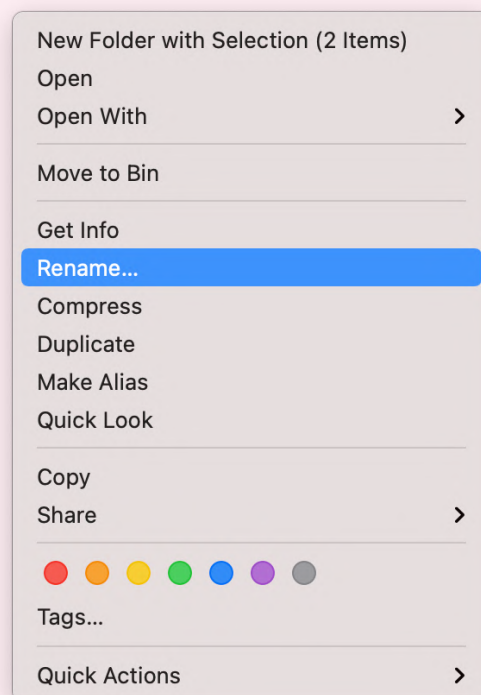 New Folder with Selection (2 Items)
Open
Open With
Move to Bin
Get Info
Rename...
Compress
Duplicate
Make Alias
Quick Look
Copy
Share
Tags...
Quick Actions